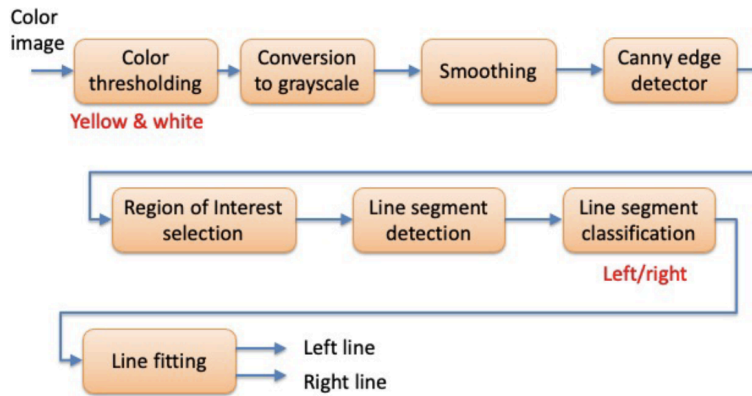 Color
image
Color
thresholding
Yellow & white
Conversion
to grayscale
Smoothing
Canny edge
detector
Region of Interest
selection
Line segment
detection
Line segment
classification
Left/right
Line fitting
Left line
Right line